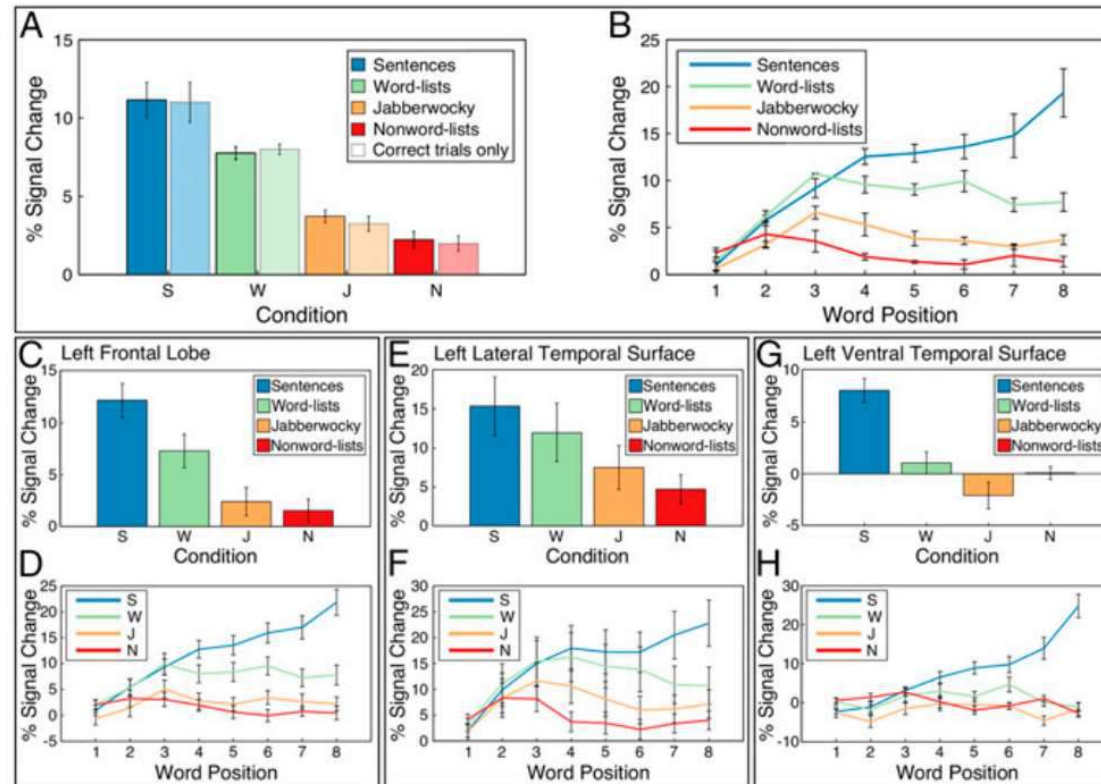 A
% Signal Change
15
10
5
0
S W J N
Condition
Sentences
Word-lists
Jabberwocky
Nonword-lists
Correct trials only
B
% Signal Change
25
20
15
10
5
0
1 2 3 4 5 6 7 8
Word Position
Sentences
Word-lists
Jabberwocky
Nonword-lists
C Left Frontal Lobe
% Signal Change
15
10
5
0
S W J N
Condition
Sentences
Word-lists
Jabberwocky
Nonword-lists
E Left Lateral Temporal Surface
% Signal Change
20
15
10
5
0
S W J N
Condition
Sentences
Word-lists
Jabberwocky
Nonword-lists
G Left Ventral Temporal Surface
% Signal Change
10
5
0
-5
S W J N
Condition
Sentences
Word-lists
Jabberwocky
Nonword-lists
D
% Signal Change
25
20
15
10
5
0
-5
1 2 3 4 5 6 7 8
Word Position
S
W
J
N
F
% Signal Change
30
25
20
15
10
5
0
1 2 3 4 5 6 7 8
Word Position
S
W
J
N
H
% Signal Change
30
20
10
0
-10
1 2 3 4 5 6 7 8
Word Position
S
W
J
N